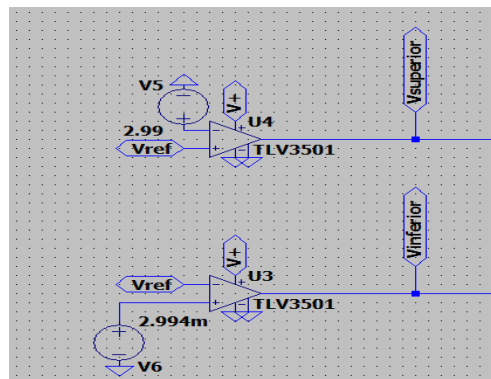 Vsuperior
V5
V+
U4
2.99
Vref
TLV3501
Vinferior
V+
U3
Vref
TLV3501
2.994m
V6